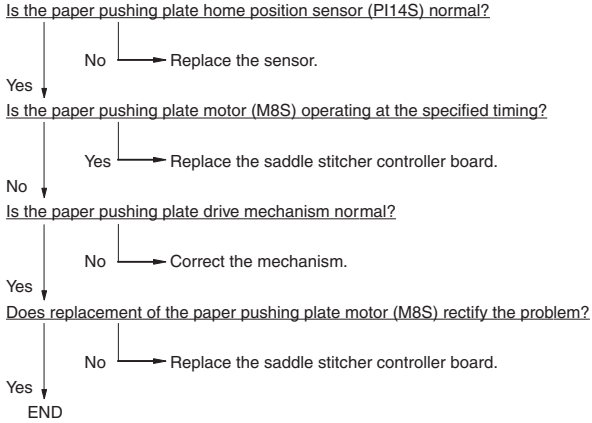 Is the paper pushing plate home position sensor (PI14S) normal?
No
Replace the sensor.
Yes
Is the paper pushing plate motor (M8S) operating at the specified timing?
Yes
Replace the saddle stitcher controller board.
No
Is the paper pushing plate drive mechanism normal?
No
Correct the mechanism.
Yes
Does replacement of the paper pushing plate motor (M8S) rectify the problem?
No
Replace the saddle stitcher controller board.
Yes
END